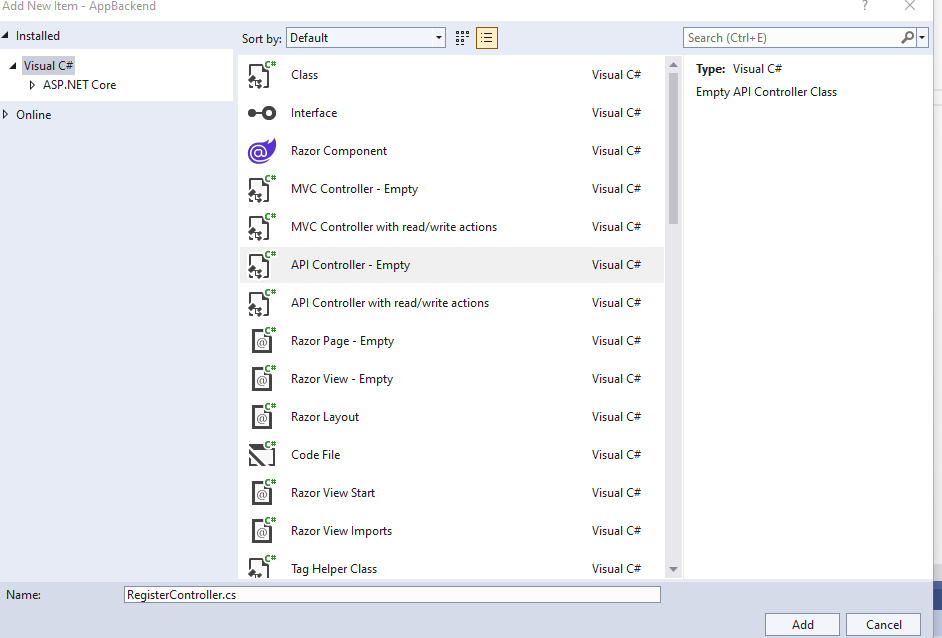 Add New Item - AppBackend ?
Installed
Visual C#
ASP.NET Core
Online
Sort by: Default
Search (Ctrl+E)
C# Class Visual C#
Interface Visual C#
@ Razor Component Visual C#
C# MVC Controller - Empty Visual C#
C# MVC Controller with read/write actions Visual C#
C# API Controller - Empty Visual C#
C# API Controller with read/write actions Visual C#
C# @ Razor Page - Empty Visual C#
C# @ Razor View - Empty Visual C#
C# @ Razor Layout Visual C#
C# Code File Visual C#
C# @ Razor View Start Visual C#
C# @ Razor View Imports Visual C#
C# Tag Helper Class Visual C#
Type: Visual C#
Empty API Controller Class
Name: RegisterController.cs
Add Cancel